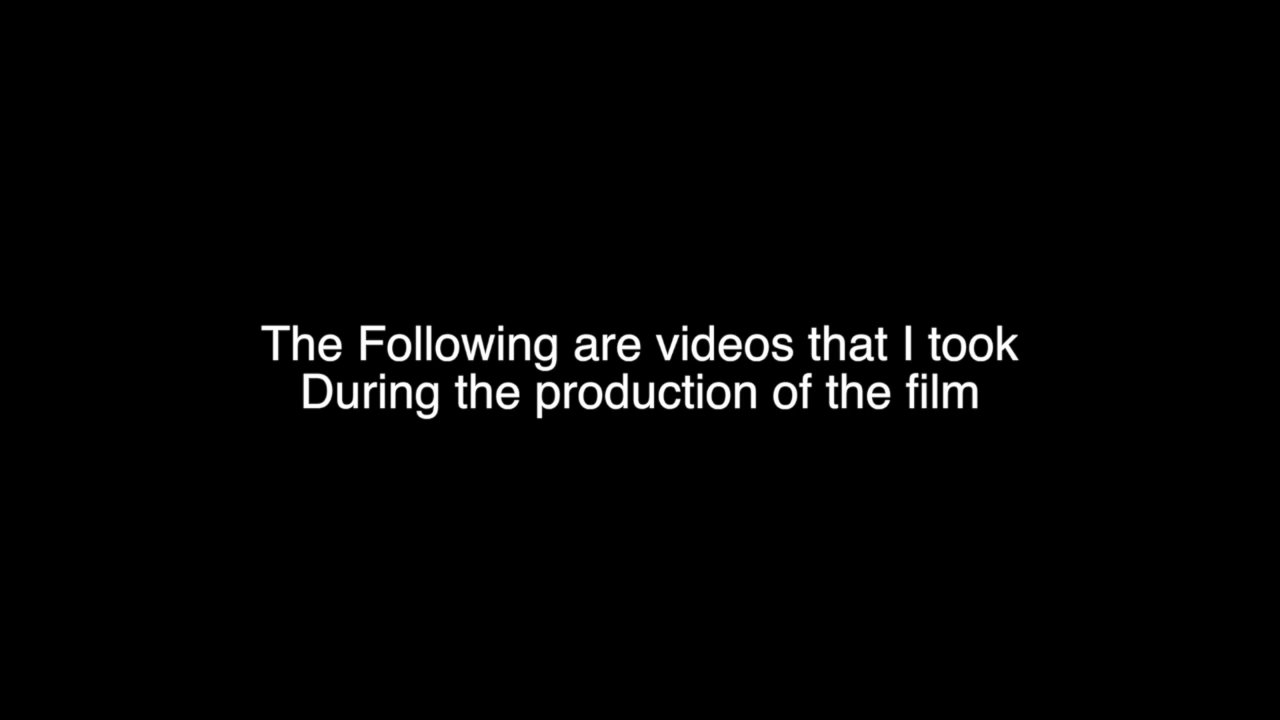 The Following are videos that I took
During the production of the film